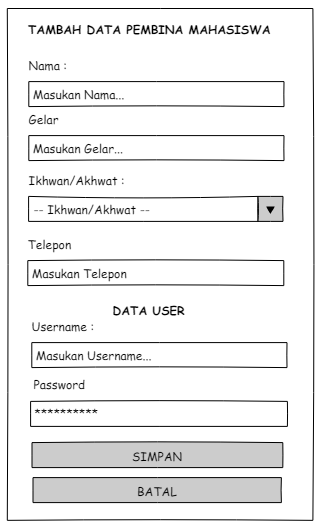 TAMBAH DATA PEMBINA MAHASISWA
Nama :
Masukan Nama...
Gelar
Masukan Gelar...
Ikhwan/Akhwat :
-- Ikhwan/Akhwat --
Telepon
Masukan Telepon
DATA USER
Username :
Masukan Username...
Password
**********
SIMPAN
BATAL